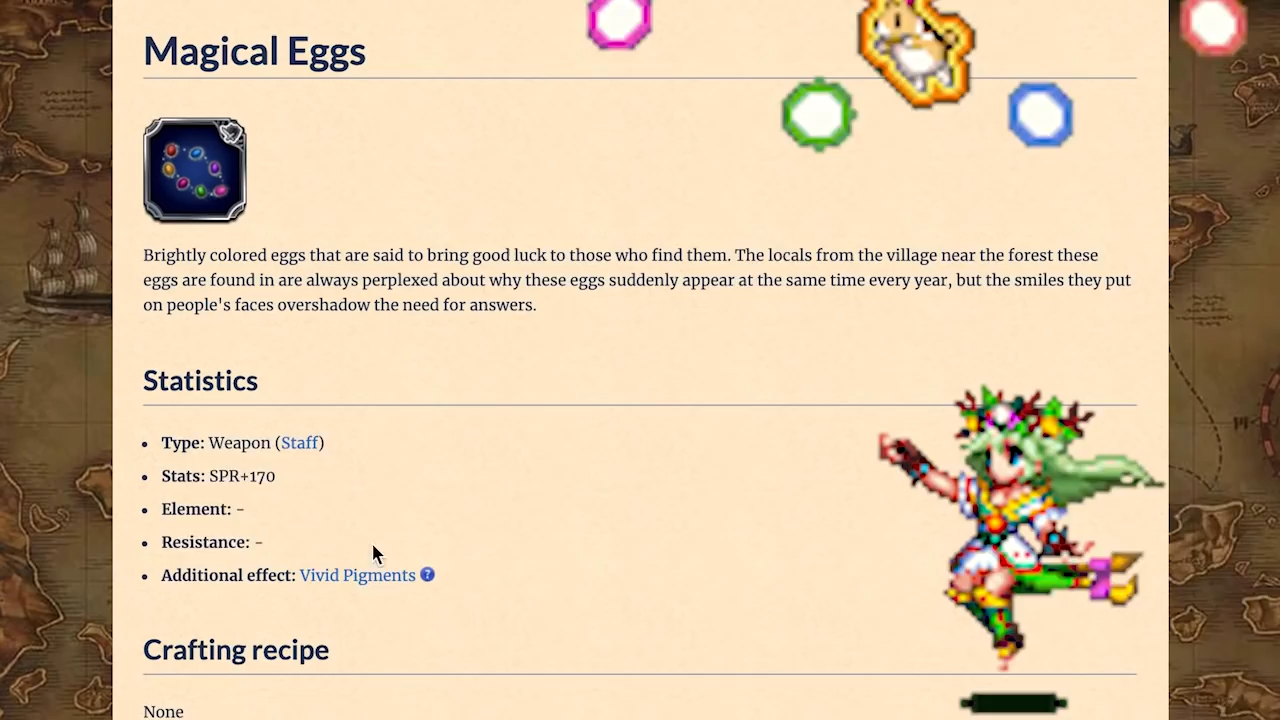 Magical Eggs
Brightly colored eggs that are said to bring good luck to those who find them. The locals from the village near the forest these
eggs are found in are always perplexed about why these eggs suddenly appear at the same time every year, but the smiles they put
on people's faces overshadow the need for answers.
Statistics
Type: Weapon (Staff)
Stats: SPR+170
Element: -
Resistance: -
Additional effect: Vivid Pigments ?
Crafting recipe
None